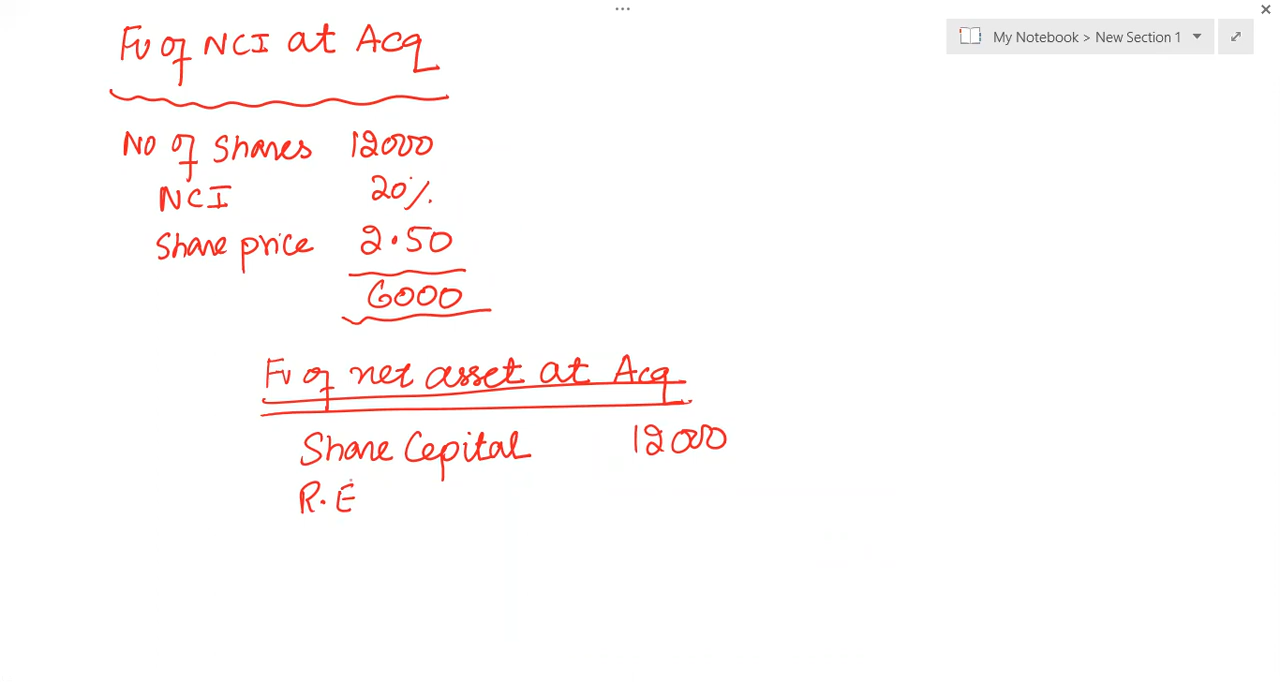 ...
My Notebook > New Section 1
Fv of NCI at Acq
No of Shares 12000
NCI 20%
Share price 2.50
6000
Fv of net asset at Acq
Share Capital 12000
R.E